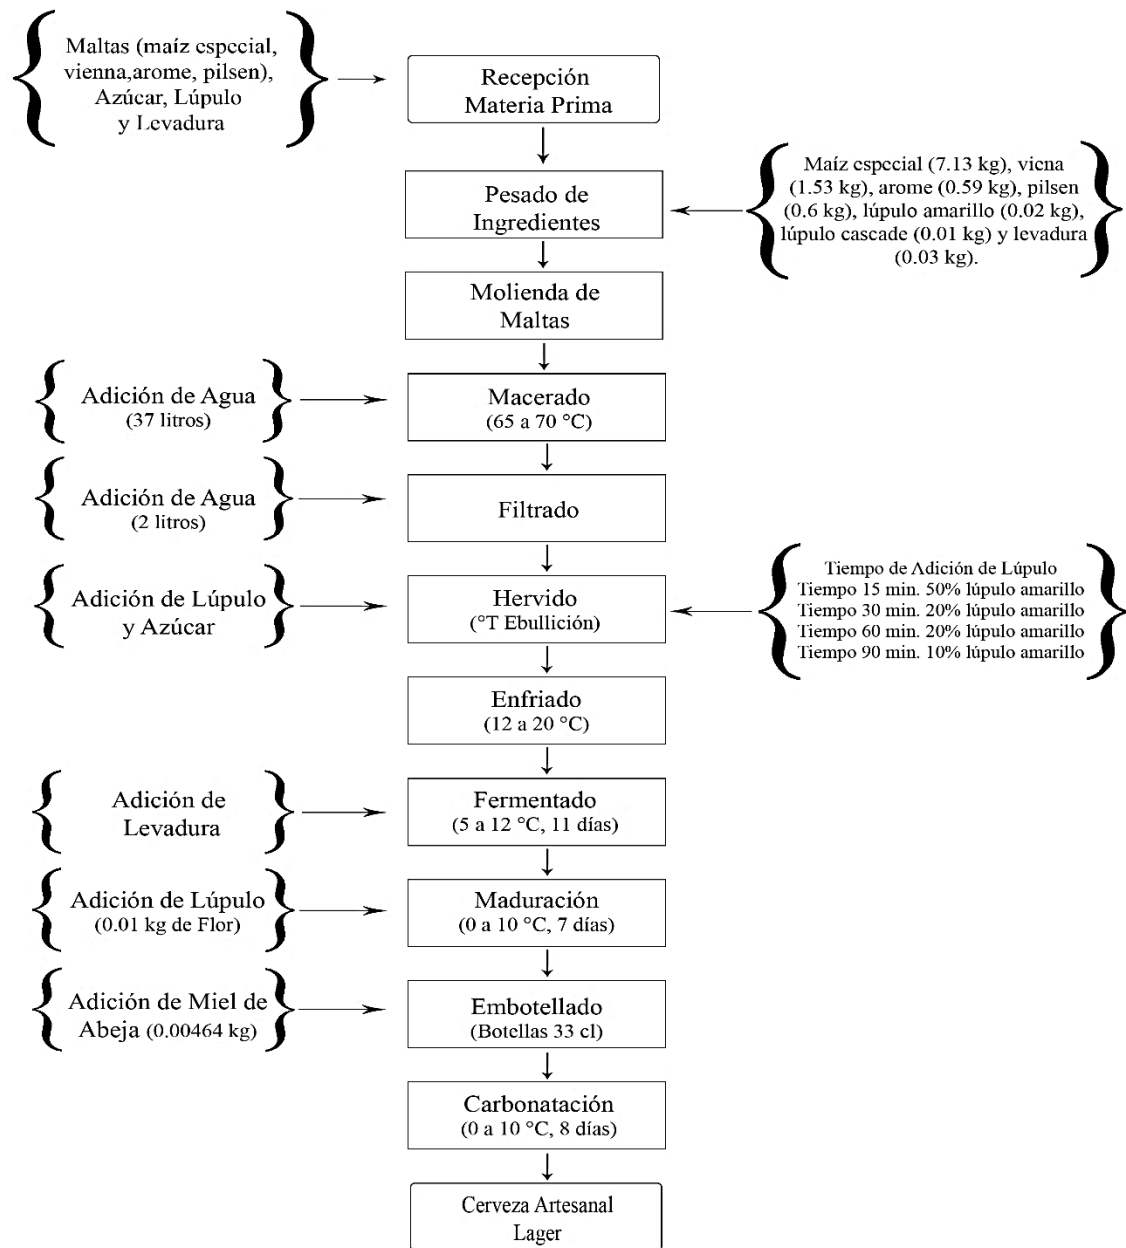 Maltas (maíz especial,
vienna,arome, pilsen),
Azúcar, Lúpulo
y Levadura
Recepción
Materia Prima
Pesado de
Ingredientes
Maíz especial (7.13 kg), viena
(1.53 kg), arome (0.59 kg), pilsen
(0.6 kg), lúpulo amarillo (0.02 kg),
lúpulo cascade (0.01 kg) y levadura
(0.03 kg).
Molienda de
Maltas
Adición de Agua
(37 litros)
Macerado
(65 a 70 °C)
Adición de Agua
(2 litros)
Filtrado
Adición de Lúpulo
y Azúcar
Hervido
(°T Ebullición)
Tiempo de Adición de Lúpulo
Tiempo 15 min. 50% lúpulo amarillo
Tiempo 30 min. 20% lúpulo amarillo
Tiempo 60 min. 20% lúpulo amarillo
Tiempo 90 min. 10% lúpulo amarillo
Enfriado
(12 a 20 °C)
Adición de
Levadura
Fermentado
(5 a 12 °C, 11 días)
Adición de Lúpulo
(0.01 kg de Flor)
Maduración
(0 a 10 °C, 7 días)
Adición de Miel de
Abeja (0.00464 kg)
Embotellado
(Botellas 33 cl)
Carbonatación
(0 a 10 °C, 8 días)
Cerveza Artesanal
Lager